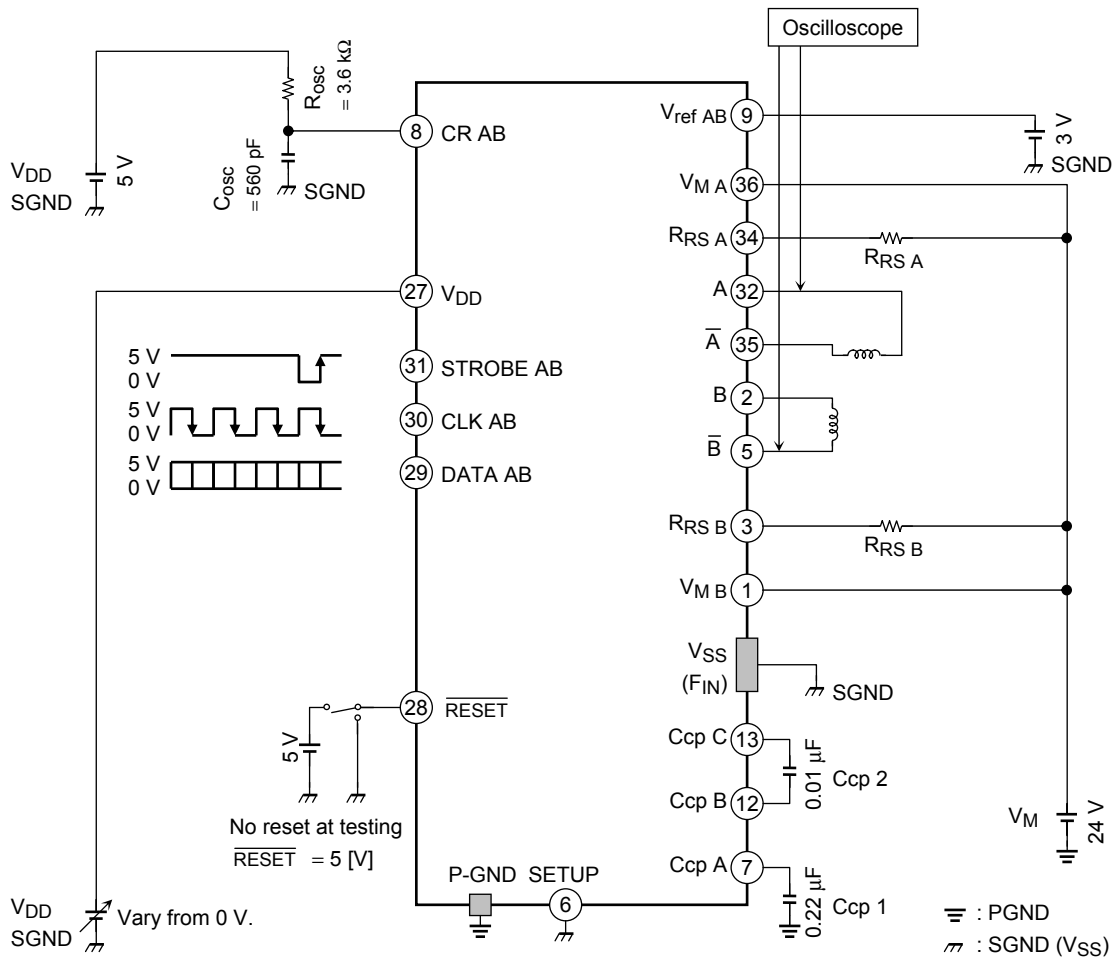 Oscilloscope
Rosc
= 3.6 kΩ
Vref AB
9
8
CR AB
3 V
SGND
VDD
SGND
5 V
Cosc
= 560 pF
SGND
VM A
36
RRS A
34
RRS A
A
32
27
VDD
A̅
35
5 V
0 V
31
STROBE AB
B
2
5 V
0 V
30
CLK AB
B̅
5
5 V
0 V
29
DATA AB
RRS B
3
RRS B
VM B
1
VSS
(FIN)
SGND
28
R̅E̅S̅E̅T̅
5 V
Ccp C
13
0.01 μF
Ccp 2
Ccp B
12
No reset at testing
R̅E̅S̅E̅T̅ = 5 [V]
VM
24 V
P-GND
SETUP
6
Ccp A
7
0.22 μF
Ccp 1
VDD
SGND
Vary from 0 V.
: PGND
: SGND (VSS)